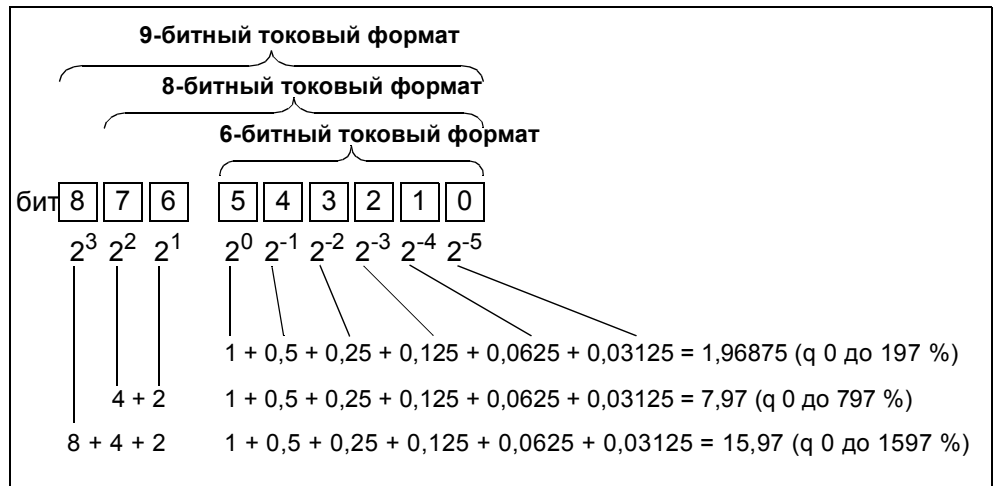 9-битный токовый формат
8-битный токовый формат
6-битный токовый формат
бит 8 7 6 5 4 3 2 1 0
2^3 2^2 2^1 2^0 2^-1 2^-2 2^-3 2^-4 2^-5
1 + 0,5 + 0,25 + 0,125 + 0,0625 + 0,03125 = 1,96875 (q 0 до 197 %)
4 + 2 1 + 0,5 + 0,25 + 0,125 + 0,0625 + 0,03125 = 7,97 (q 0 до 797 %)
8 + 4 + 2 1 + 0,5 + 0,25 + 0,125 + 0,0625 + 0,03125 = 15,97 (q 0 до 1597 %)